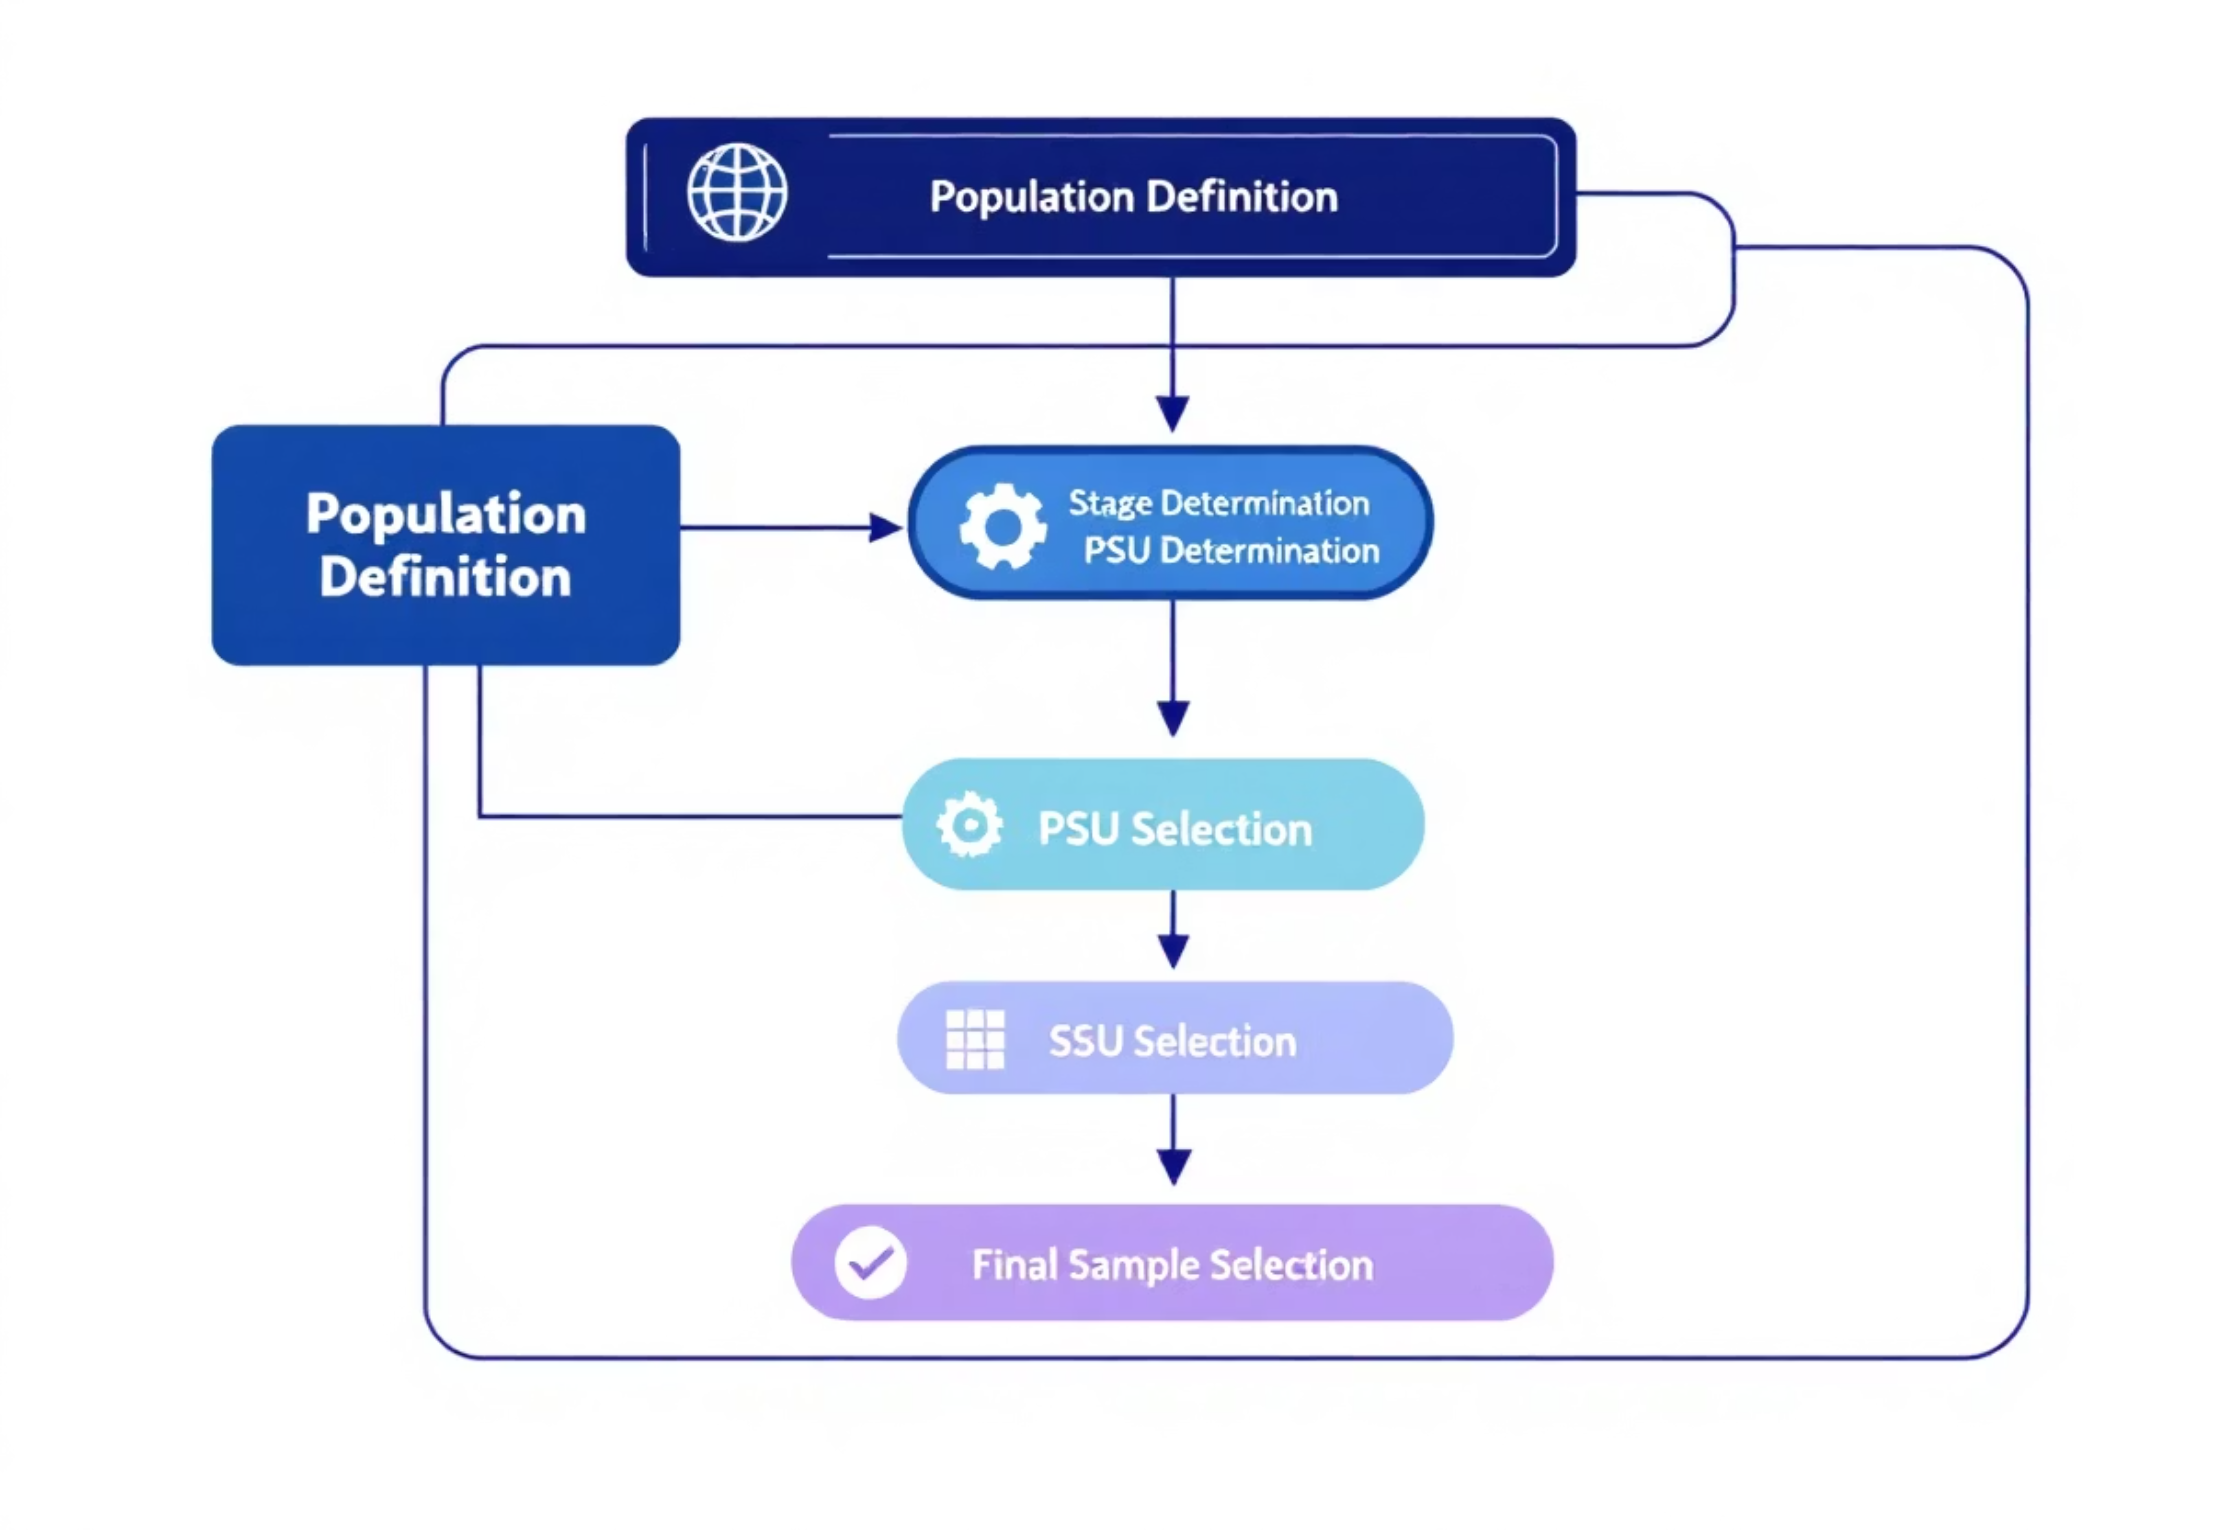 Population Definition
Population
Definition
Stage Determination
PSU Determination
PSU Selection
SSU Selection
Final Sample Selection